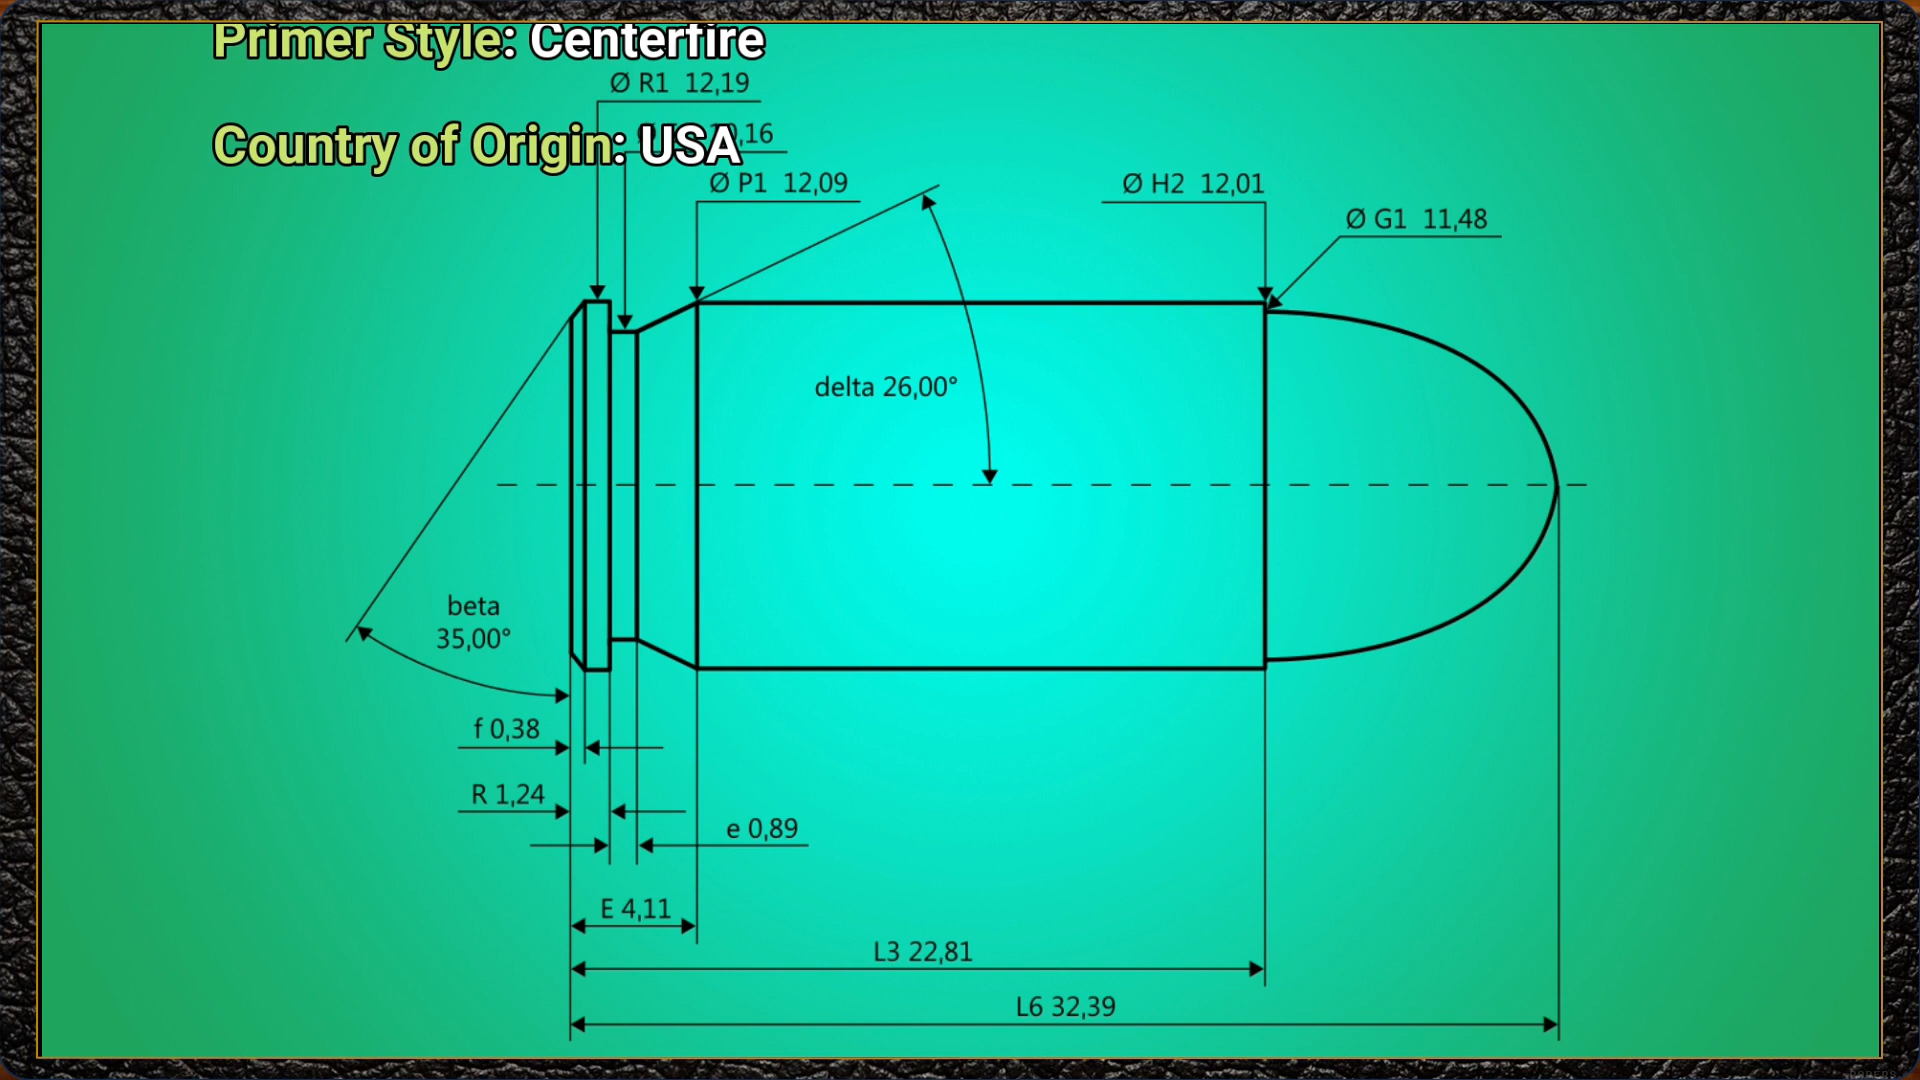 Primer Style: Centerfire
Ø R1 12,19
Country of Origin: USA
Ø P1 12,09
Ø H2 12,01
Ø G1 11,48
delta 26,00°
beta
35,00°
f 0,38
R 1,24
e 0,89
E 4,11
L3 22,81
L6 32,39